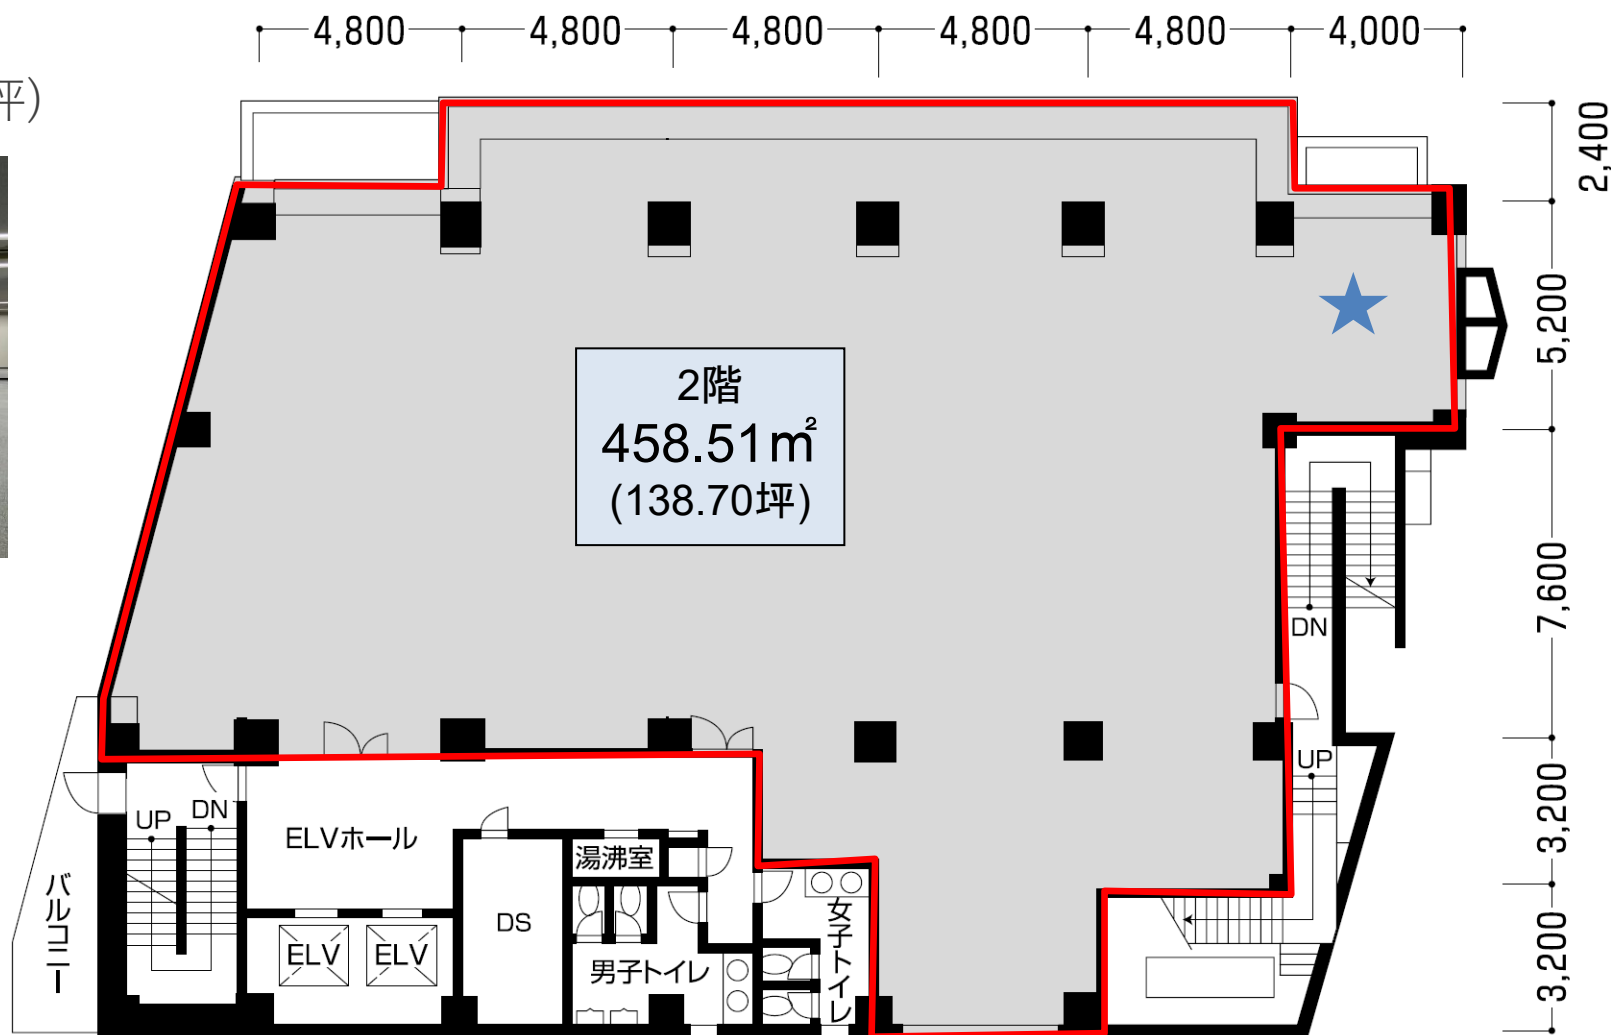 4,800
4,800
4,800
4,800
4,800
4,000
坪)
2,400
5,200
7,600
3,200
3,200
2階
458.51㎡
(138.70坪)
DN
UP
UP
DN
ELVホール
湯沸室
バルコニー
DS
ELV
ELV
男子トイレ
女子トイレ